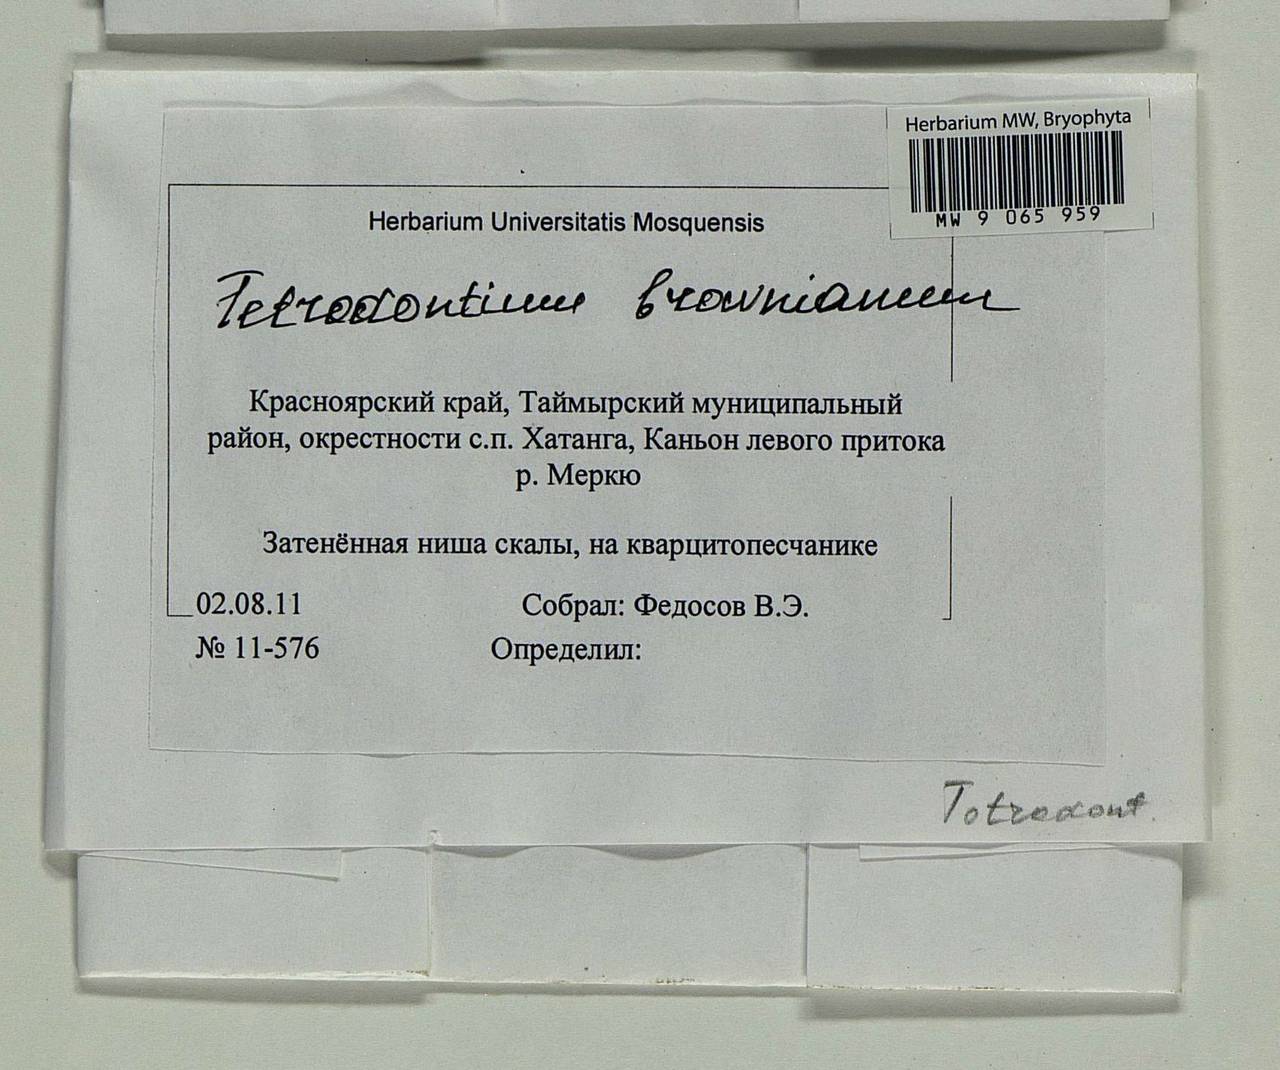 Herbarium MW, Bryophyta
MW 9 065 959
Herbarium Universitatis Mosquensis
Tetrodontium brownianum
Красноярский край, Таймырский муниципальный
район, окрестности с.п. Хатанга, Каньон левого притока
р. Меркю
Затенённая ниша скалы, на кварцитопесчанике
02.08.11 Собрал: Федосов В.Э.
№ 11-576 Определил:
Tetrodont.